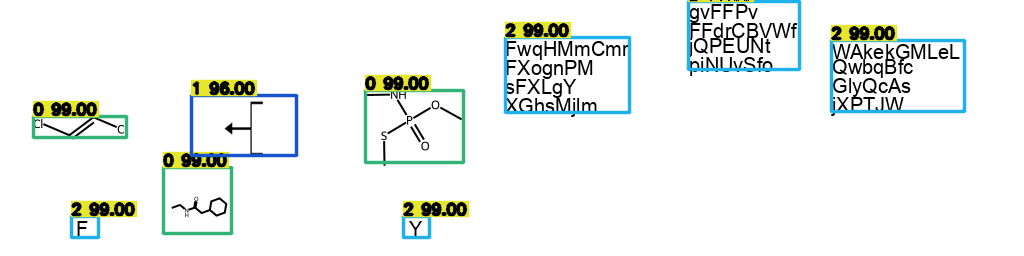 0 99.00
Cl
C
1 96.00
0 99.00
NH
O
P
S
O
0 99.00
N
H
O
2 99.00
F
2 99.00
Y
2 99.00
FwqHMmCmr
FXognPM
sFXLgY
XGhsMjlm
gvFFPv
FFdrCBVWf
jQPEUNt
piNUvSfo
2 99.00
WAkekGMLeL
QwbqBfc
GlyQcAs
jXPTJW